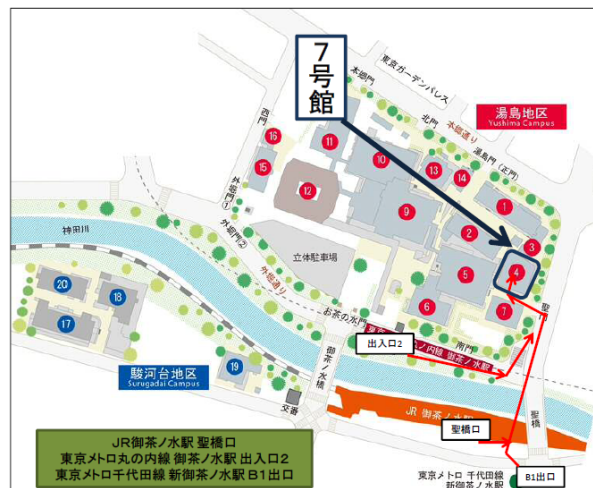 7号館
本郷門
東京ガーデンパレス
西門
北門
本郷通り
湯島地区
Yushima Campus
湯島門(正門)
16
11
15
10
13
14
12
1
9
外堀門①
2
3
外堀門②
4
5
神田川
立体駐車場
外堀通り
6
7
お茶の水門
南門
20
18
17
出入口2
内線 御茶ノ水駅
御茶ノ水橋
駿河台地区
Surugadai Campus
19
交番
JR 御茶ノ水駅
聖橋口
聖橋
JR御茶ノ水駅 聖橋口
東京メトロ丸の内線 御茶ノ水駅 出入口2
東京メトロ千代田線 新御茶ノ水駅 B1出口
東京メトロ 千代田線
新御茶ノ水駅
B1出口